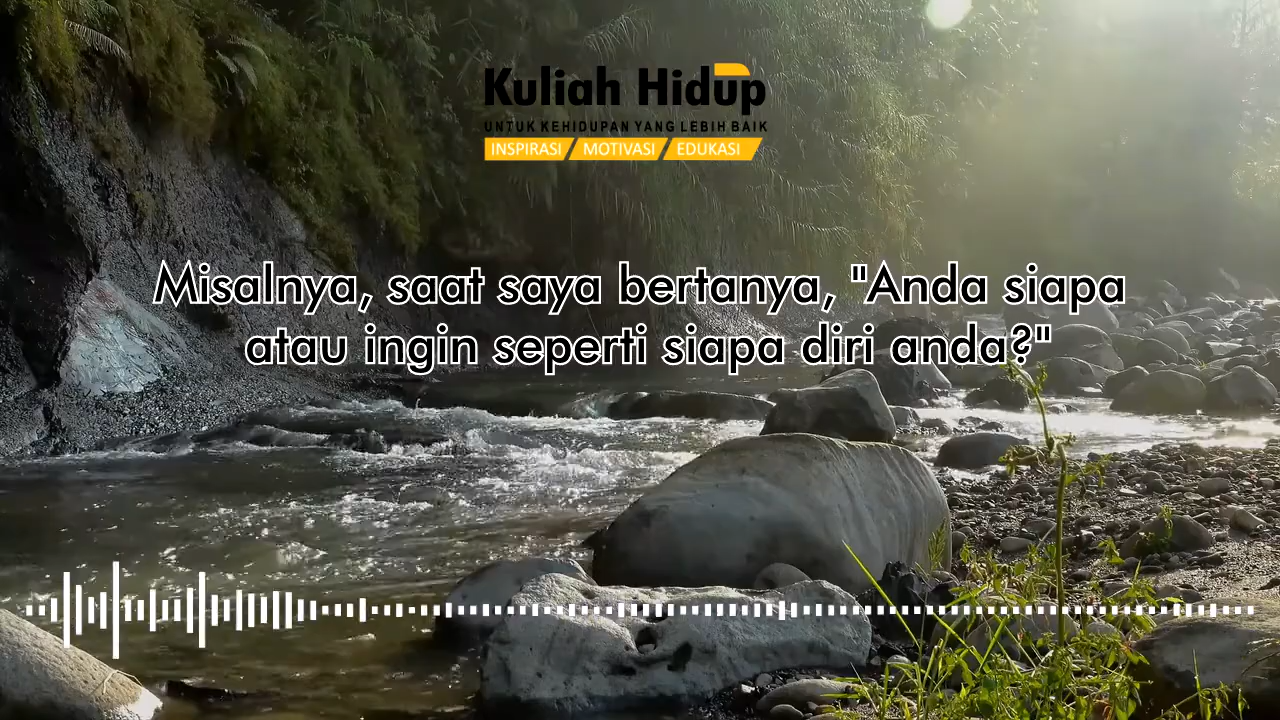 Kuliah Hidup
UNTUK KEHIDUPAN YANG LEBIH BAIK
INSPIRASI MOTIVASI EDUKASI
Misalnya, saat saya bertanya, "Anda siapa
atau ingin seperti siapa diri anda?"